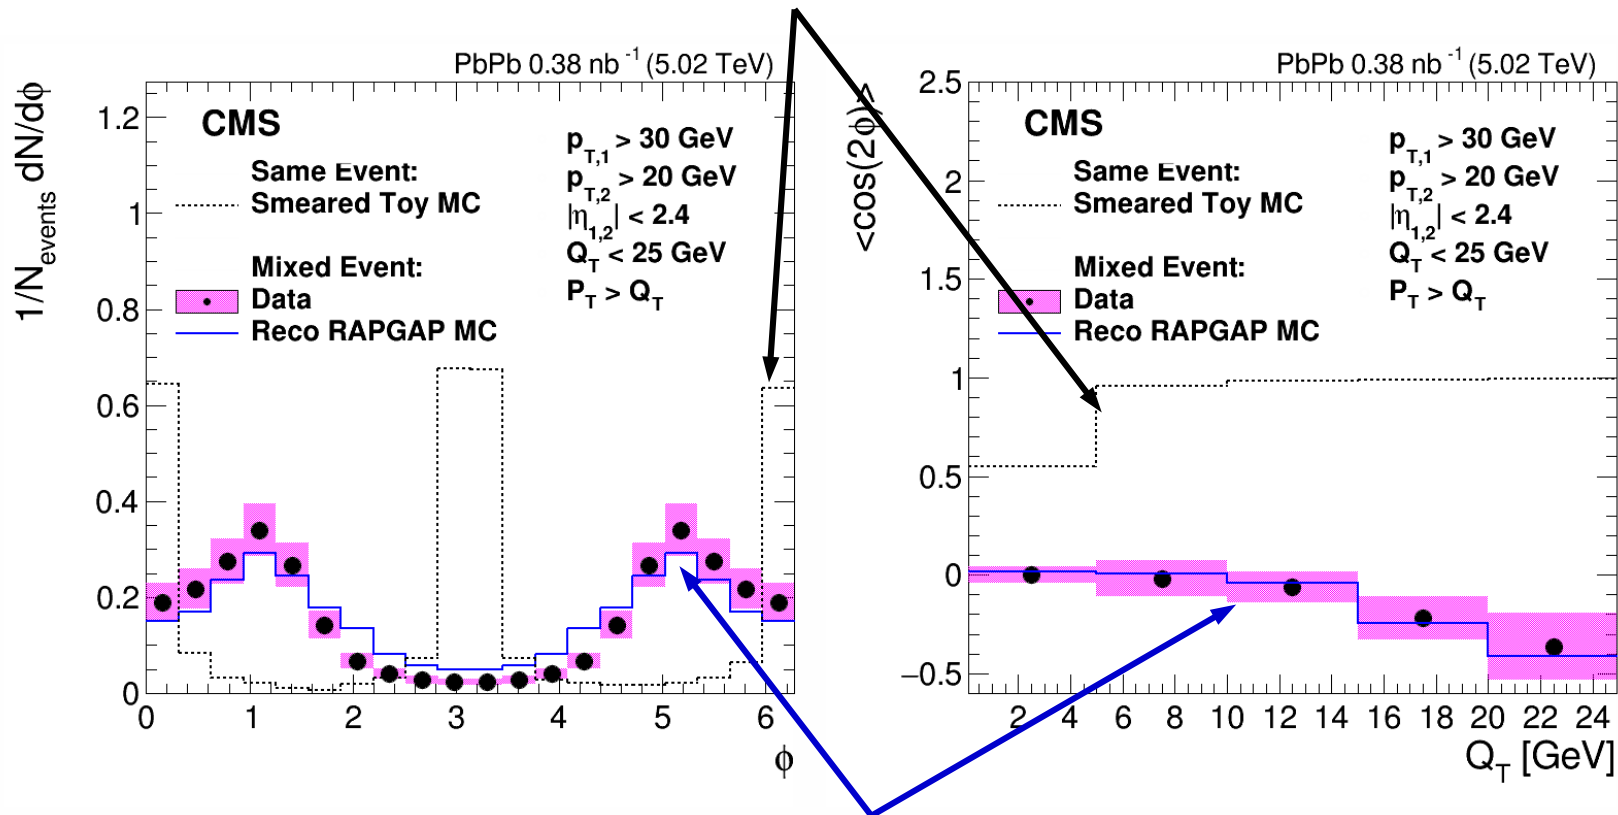 PbPb 0.38 nb⁻¹ (5.02 TeV)
1/N_events dN/dϕ
CMS
Same Event:
Smeared Toy MC
Mixed Event:
Data
Reco RAPGAP MC
p_T,1 > 30 GeV
p_T,2 > 20 GeV
|η_1,2| < 2.4
Q_T < 25 GeV
P_T > Q_T
1.2
1
0.8
0.6
0.4
0.2
0
0 1 2 3 4 5 6
ϕ
PbPb 0.38 nb⁻¹ (5.02 TeV)
<cos(2ϕ)>
CMS
Same Event:
Smeared Toy MC
Mixed Event:
Data
Reco RAPGAP MC
p_T,1 > 30 GeV
p_T,2 > 20 GeV
|η_1,2| < 2.4
Q_T < 25 GeV
P_T > Q_T
2.5
2
1.5
1
0.5
0
−0.5
2 4 6 8 10 12 14 16 18 20 22 24
Q_T [GeV]